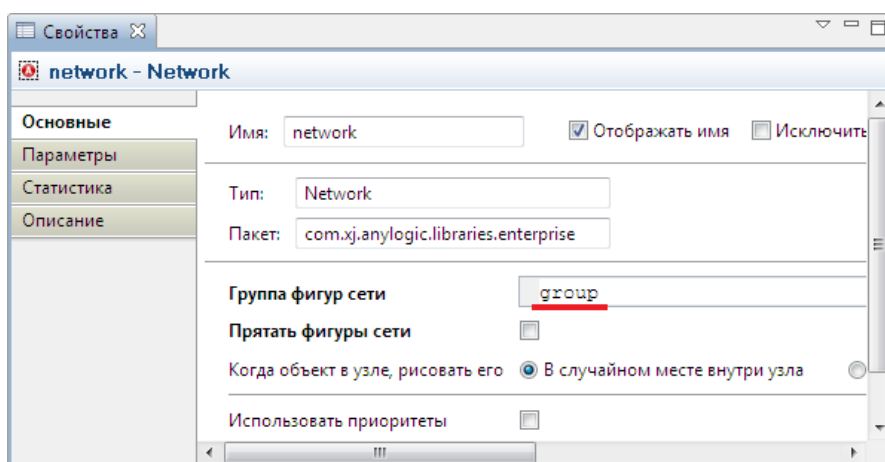 Свойства
network - Network
Основные
Параметры
Статистика
Описание
Имя: network Отображать имя Исключить
Тип: Network
Пакет: com.xj.anylogic.libraries.enterprise
Группа фигур сети group
Прятать фигуры сети
Когда объект в узле, рисовать его В случайном месте внутри узла
Использовать приоритеты